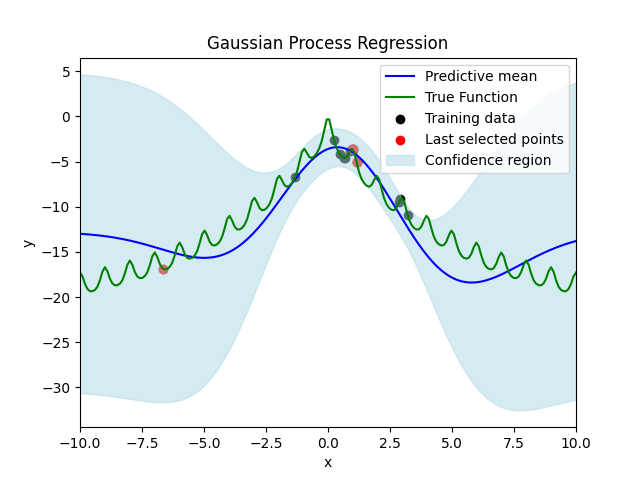 Gaussian Process Regression
Predictive mean
True Function
Training data
Last selected points
Confidence region
y
5
0
−5
−10
−15
−20
−25
−30
−10.0 −7.5 −5.0 −2.5 0.0 2.5 5.0 7.5 10.0
x